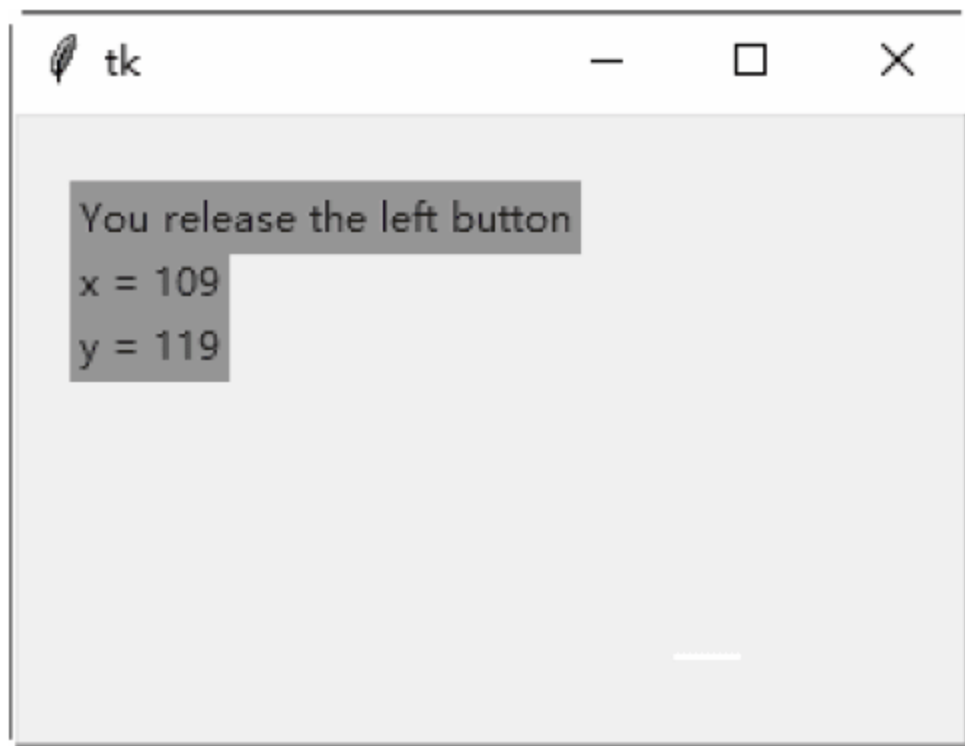 tk
You release the left button
x = 109
y = 119